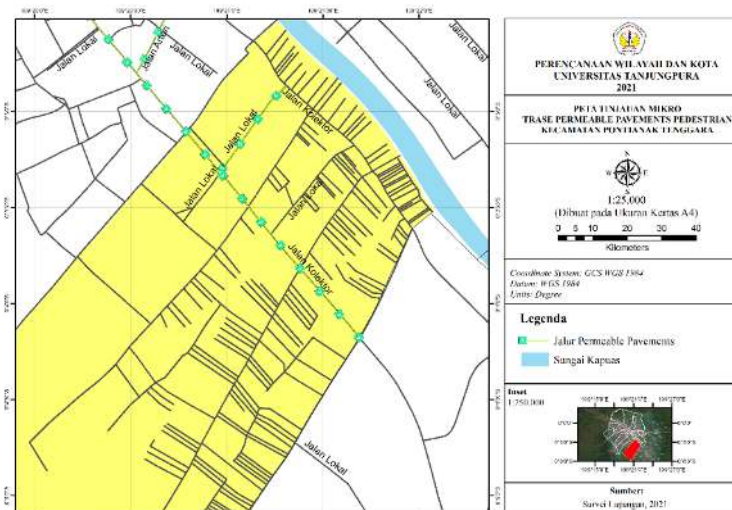 Jalan Lokal
Jalan Arteri
Jalan Lokal
Jalan Kolektor
Jalan Lokal
Jalan Lokal
Jalan Lokal
Jalan Kolektor
Jalan Lokal
Jalan Lokal
PERENCANAAN WILAYAH DAN KOTA
UNIVERSITAS TANJUNGPURA
2021
PETA TINJAUAN MIKRO
TRASE PERMEABLE PAVEMENTS PEDESTRIAN
KECAMATAN PONTIANAK TENGGARA
N
W E
S
1:25.000
(Dibuat pada Ukuran Kertas A4)
0 5 10 20 30 40
Kilometers
Coordinate System: GCS WGS 1984
Datum: WGS 1984
Units: Degree
Legenda
Jalur Permeable Pavements
Sungai Kapuas
Inset
1:250.000
Sumber:
Survei Lapangan, 2021